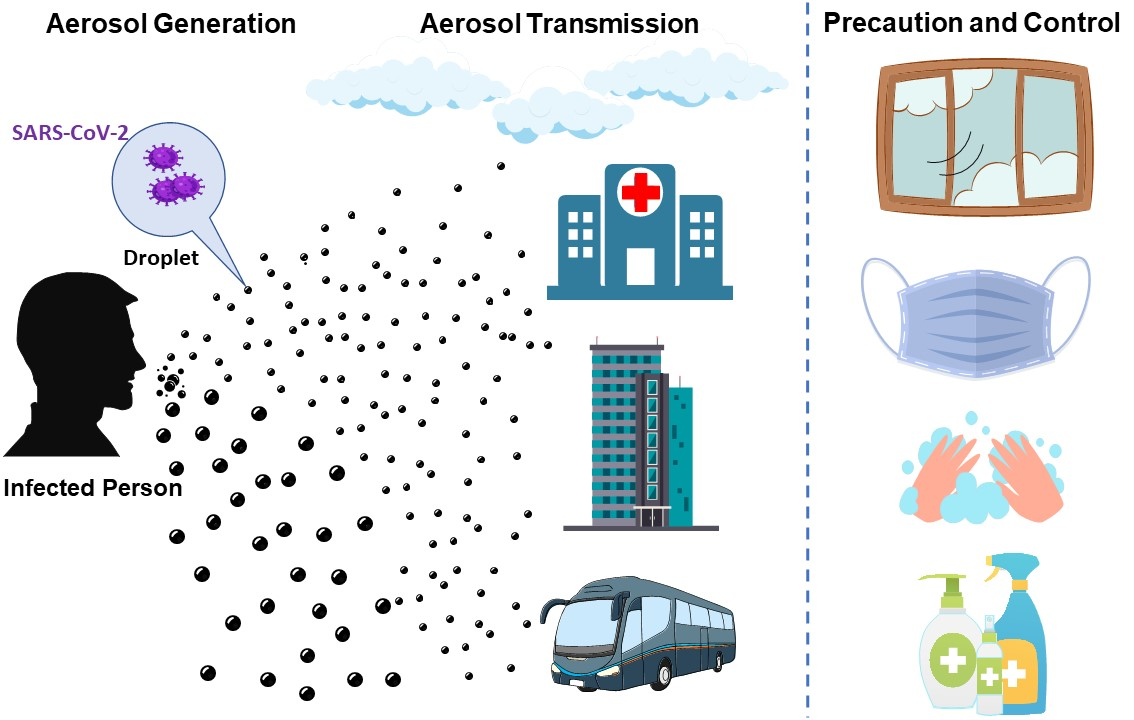 Aerosol Generation
Aerosol Transmission
Precaution and Control
SARS-CoV-2
Droplet
Infected Person